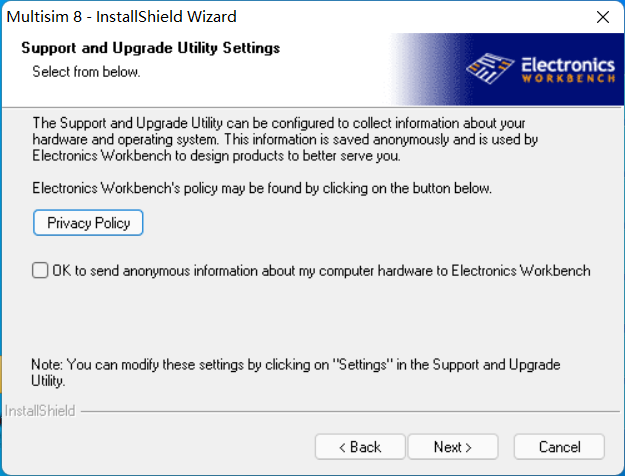 Multisim 8 - InstallShield Wizard
Support and Upgrade Utility Settings
Select from below.
Electronics
WORKBENCH
The Support and Upgrade Utility can be configured to collect information about your
hardware and operating system. This information is saved anonymously and is used by
Electronics Workbench to design products to better serve you.
Electronics Workbench's policy may be found by clicking on the button below.
Privacy Policy
OK to send anonymous information about my computer hardware to Electronics Workbench
Note: You can modify these settings by clicking on "Settings" in the Support and Upgrade
Utility.
InstallShield
< Back Next > Cancel